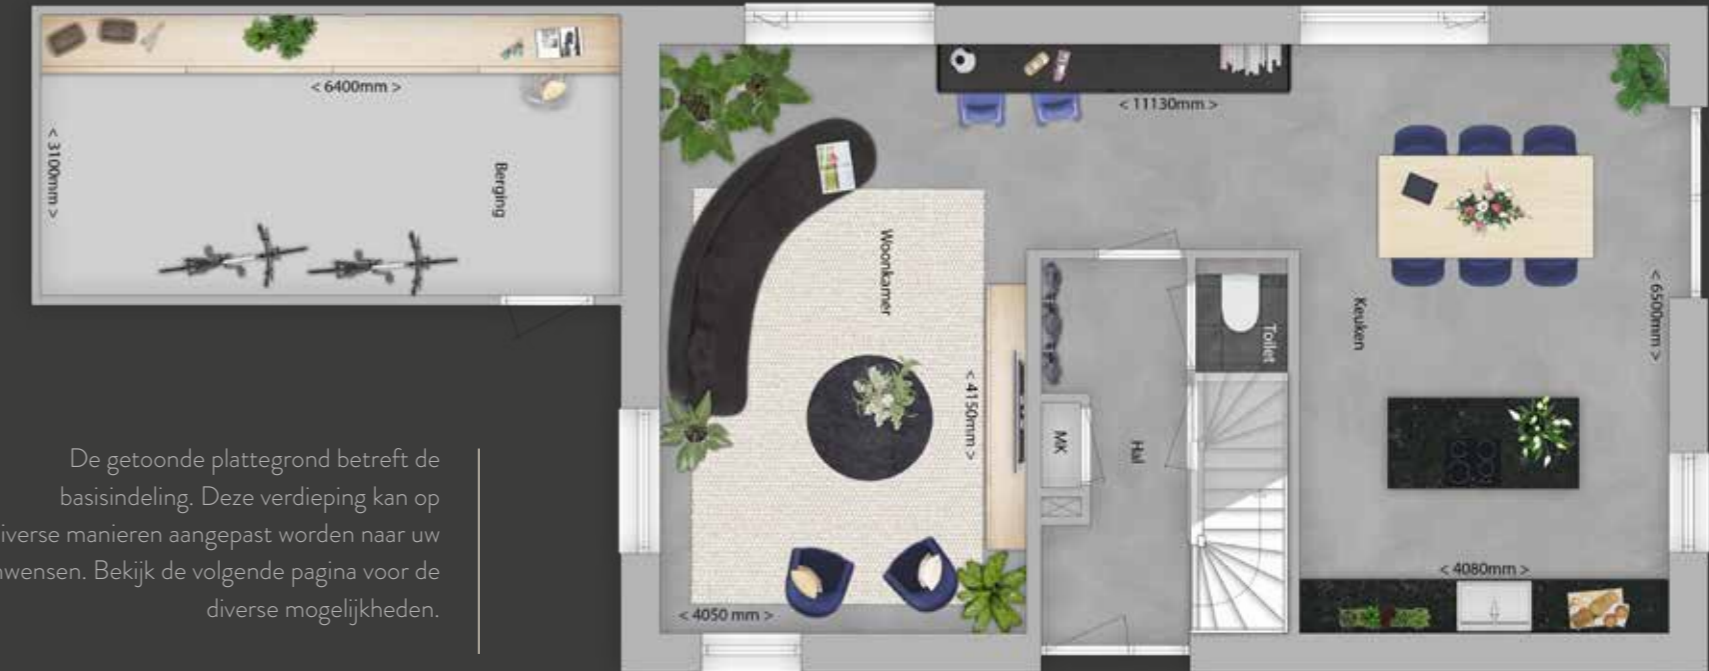 < 6400mm >
< 3100mm >
Berging
< 11130mm >
Woonkamer
< 4150mm >
< 4050 mm >
MK
Hal
Toilet
Keuken
< 6500mm >
< 4080mm >
De getoonde plattegrond betreft de
basisindeling. Deze verdieping kan op
iverse manieren aangepast worden naar uw
nwensen. Bekijk de volgende pagina voor de
diverse mogelijkheden.